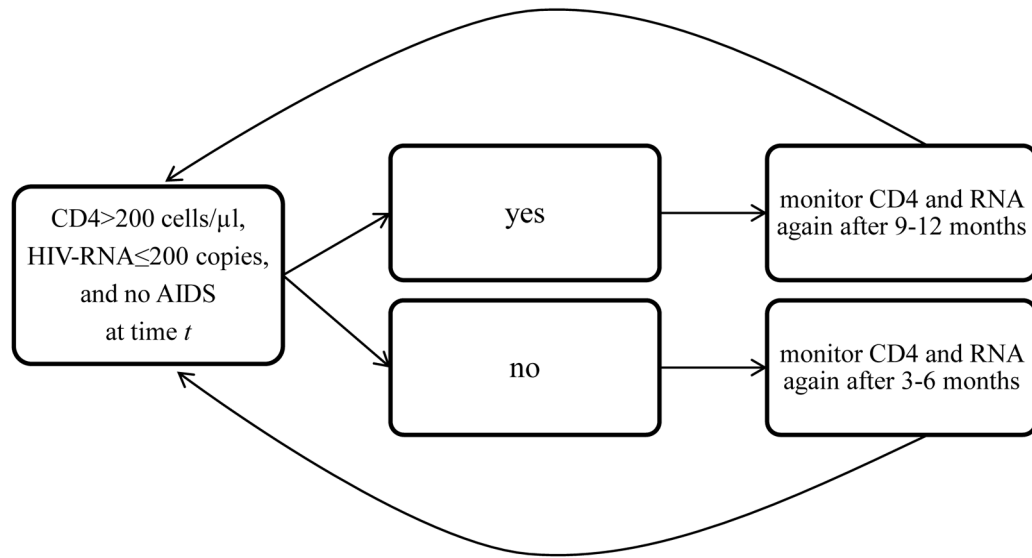 CD4>200 cells/µl,
HIV-RNA≤200 copies,
and no AIDS
at time t
yes
monitor CD4 and RNA
again after 9-12 months
no
monitor CD4 and RNA
again after 3-6 months